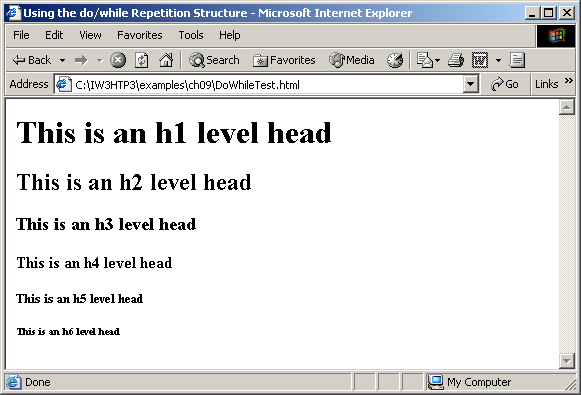 Using the do/while Repetition Structure - Microsoft Internet Explorer
File Edit View Favorites Tools Help
Back Search Favorites Media
Address C:\IW3HTP3\examples\ch09\DoWhileTest.html Go Links »
This is an h1 level head
This is an h2 level head
This is an h3 level head
This is an h4 level head
This is an h5 level head
This is an h6 level head
Done My Computer